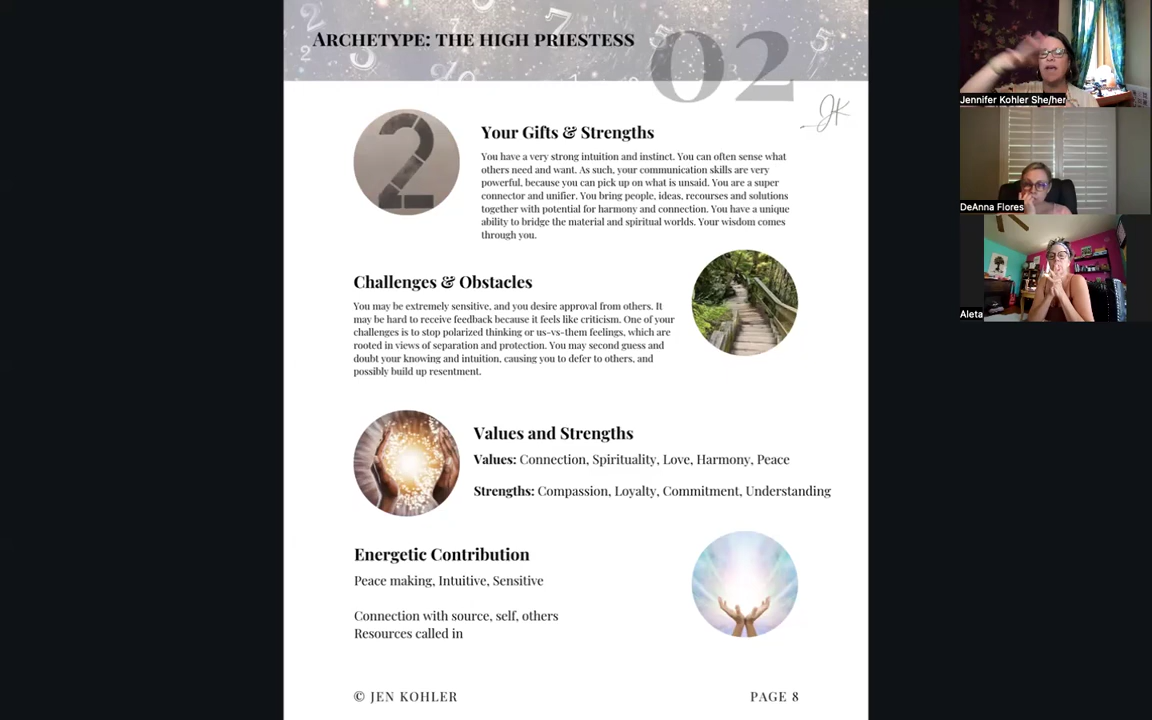 ARCHETYPE: THE HIGH PRIESTESS
02
JK
2
Your Gifts & Strengths
You have a very strong intuition and instinct. You can often sense what
others need and want. As such, your communication skills are very
powerful, because you can pick up on what is unsaid. You are a super
connector and unifier. You bring people, ideas, recourses and solutions
together with potential for harmony and connection. You have a unique
ability to bridge the material and spiritual worlds. Your wisdom comes
through you.
Challenges & Obstacles
You may be extremely sensitive, and you desire approval from others. It
may be hard to receive feedback because it feels like criticism. One of your
challenges is to stop polarized thinking or us-vs-them feelings, which are
rooted in views of separation and protection. You may second guess and
doubt your knowing and intuition, causing you to defer to others, and
possibly build up resentment.
Values and Strengths
Values: Connection, Spirituality, Love, Harmony, Peace
Strengths: Compassion, Loyalty, Commitment, Understanding
Energetic Contribution
Peace making, Intuitive, Sensitive
Connection with source, self, others
Resources called in
© JEN KOHLER
PAGE 8
Jennifer Kohler She/her
DeAnna Flores
Aleta